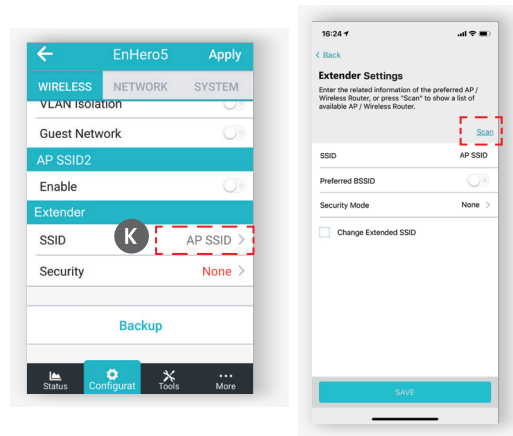 EnHero5 Apply
WIRELESS NETWORK SYSTEM
VLAN Isolation
Guest Network
AP SSID2
Enable
Extender
SSID K AP SSID >
Security None >
Backup
Status Configurat Tools More
16:24
< Back
Extender Settings
Enter the related information of the preferred AP /
Wireless Router, or press "Scan" to show a list of
available AP / Wireless Router.
Scan
SSID AP SSID
Preferred BSSID
Security Mode None >
Change Extended SSID
SAVE